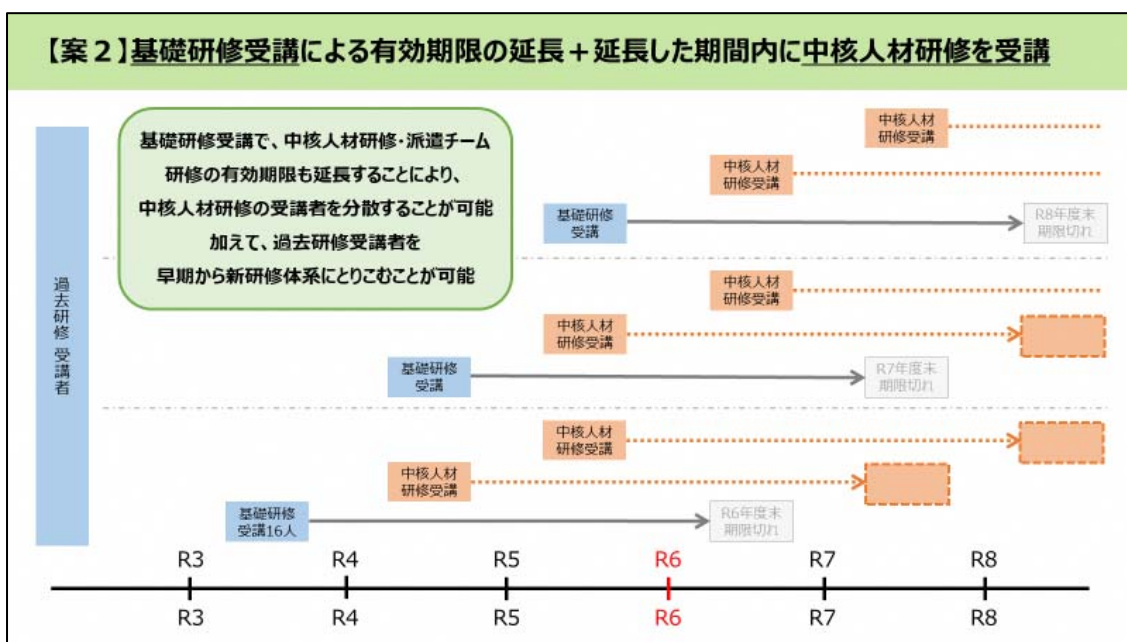 【案２】基礎研修受講による有効期限の延長＋延長した期間内に中核人材研修を受講
過去研修 受講者
基礎研修受講で、中核人材研修・派遣チーム
研修の有効期限も延長することにより、
中核人材研修の受講者を分散することが可能
加えて、過去研修受講者を
早期から新研修体系にとりこむことが可能
中核人材
研修受講
中核人材
研修受講
基礎研修
受講
R8年度末
期限切れ
中核人材
研修受講
中核人材
研修受講
基礎研修
受講
R7年度末
期限切れ
中核人材
研修受講
中核人材
研修受講
基礎研修
受講16人
R6年度末
期限切れ
R3 R4 R5 R6 R7 R8
R3 R4 R5 R6 R7 R8